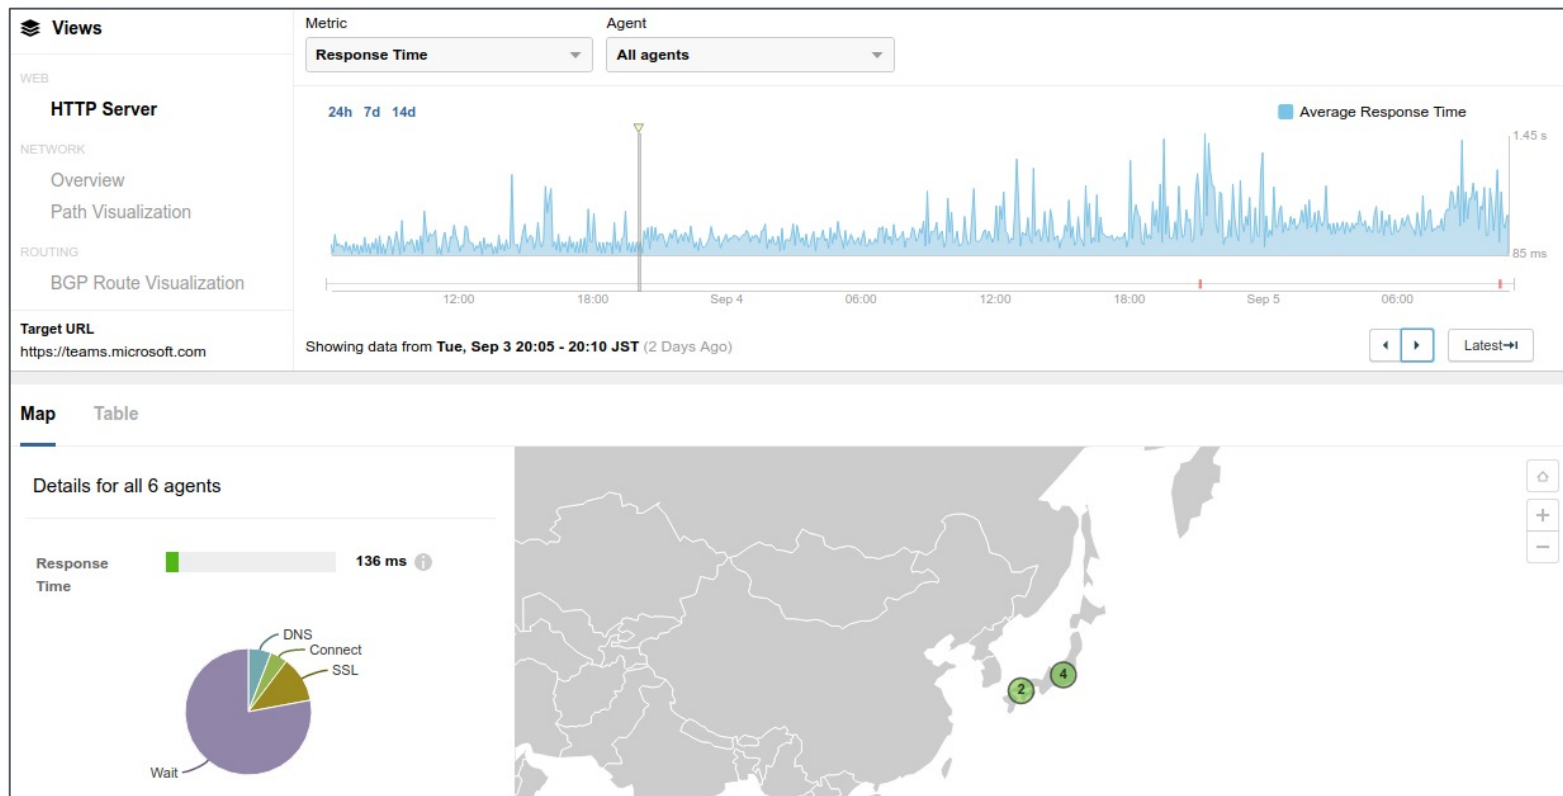 Views
WEB
HTTP Server
NETWORK
Overview
Path Visualization
ROUTING
BGP Route Visualization
Target URL
https://teams.microsoft.com
Metric
Agent
Response Time
All agents
24h 7d 14d
Average Response Time
1.45 s
85 ms
12:00 18:00 Sep 4 06:00 12:00 18:00 Sep 5 06:00
Showing data from Tue, Sep 3 20:05 - 20:10 JST (2 Days Ago)
Latest
Map Table
Details for all 6 agents
Response
Time
136 ms
DNS
Connect
SSL
Wait
2
4